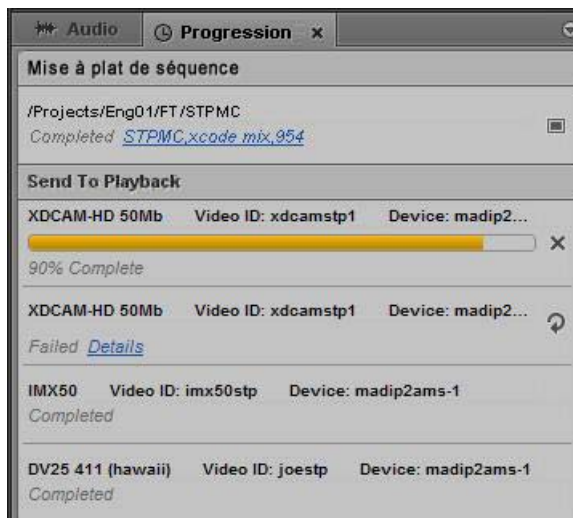 Audio Progression x
Mise à plat de séquence
/Projects/Eng01/FT/STPMC
Completed STPMC,xcode mix,954
Send To Playback
XDCAM-HD 50Mb Video ID: xdcamstp1 Device: madip2...
90% Complete
XDCAM-HD 50Mb Video ID: xdcamstp1 Device: madip2...
Failed Details
IMX50 Video ID: imx50stp Device: madip2ams-1
Completed
DV25 411 (hawaii) Video ID: joestp Device: madip2ams-1
Completed